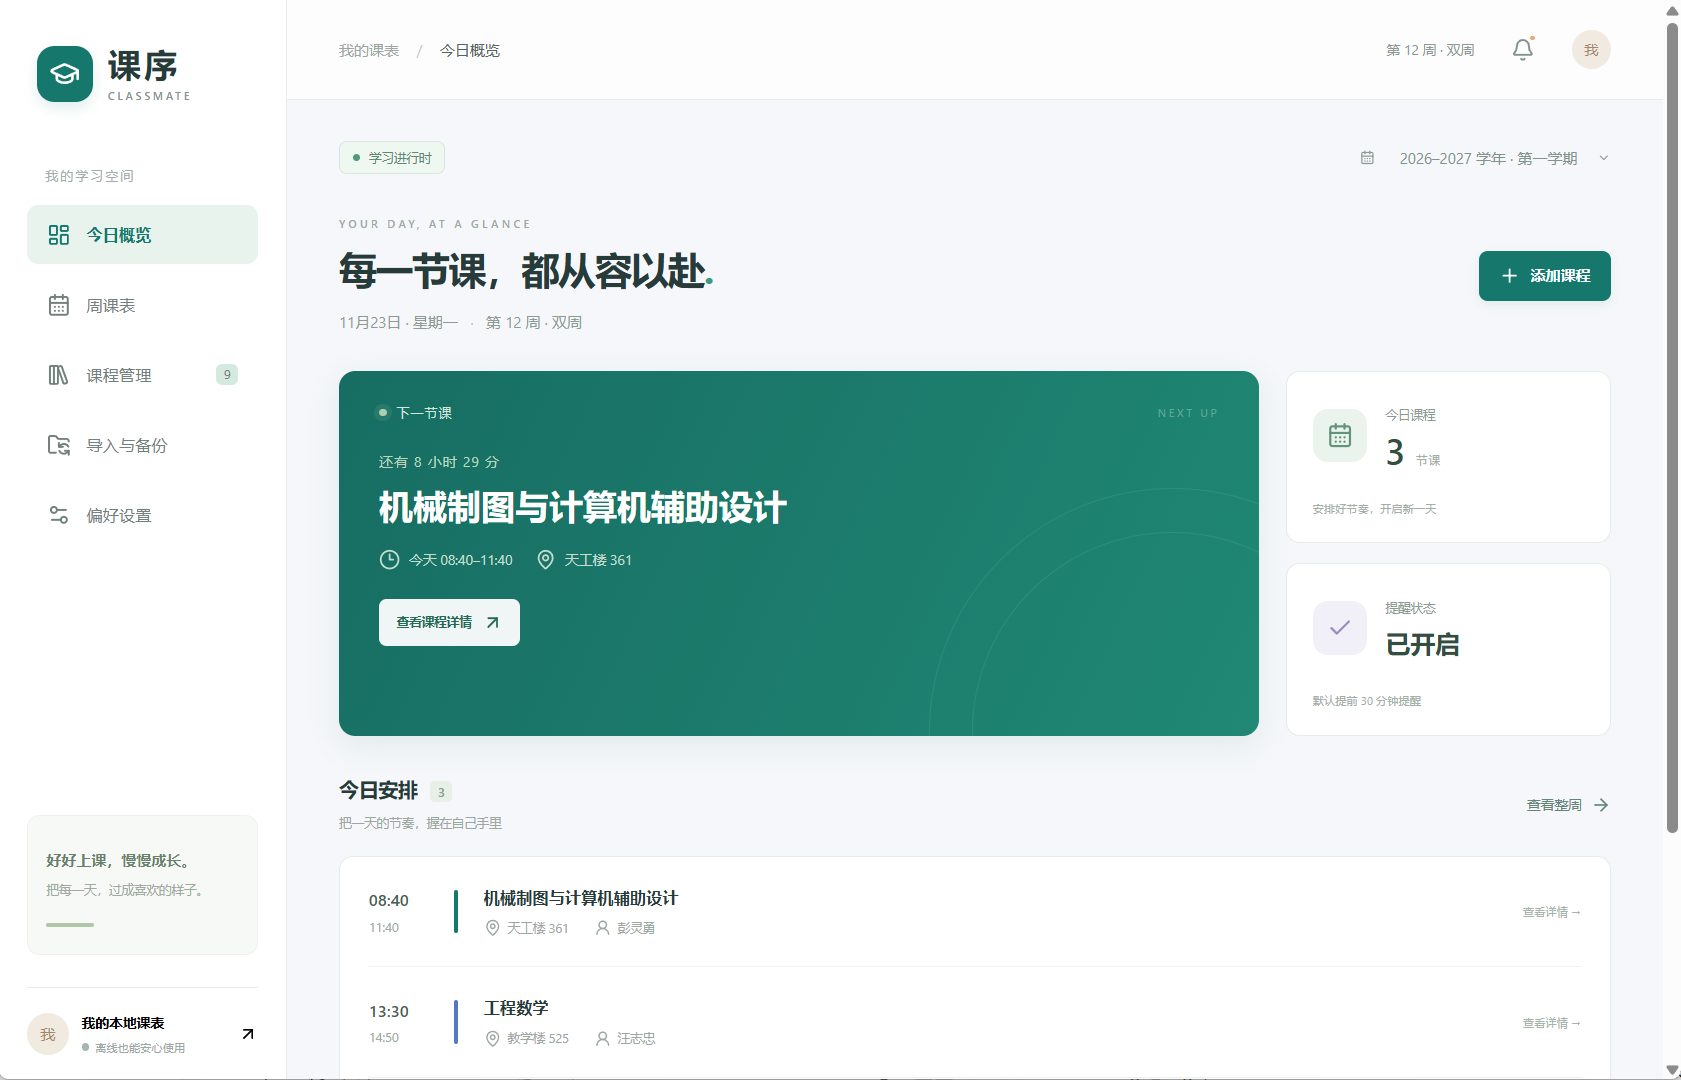 课序
CLASSMATE
我的学习空间
今日概览
周课表
课程管理 9
导入与备份
偏好设置
好好上课，慢慢成长。
把每一天，过成喜欢的样子。
我
我的本地课表
离线也能安心使用
我的课表 / 今日概览
第 12 周 · 双周
我
学习进行时
2026–2027 学年 · 第一学期
YOUR DAY, AT A GLANCE
每一节课，都从容以赴.
添加课程
11月23日 · 星期一 · 第 12 周 · 双周
下一节课
NEXT UP
还有 8 小时 29 分
机械制图与计算机辅助设计
今天 08:40–11:40 天工楼 361
查看课程详情
今日课程
3 节课
安排好节奏，开启新一天
提醒状态
已开启
默认提前 30 分钟提醒
今日安排 3
把一天的节奏，握在自己手里
查看整周 →
08:40
11:40
机械制图与计算机辅助设计
天工楼 361 彭灵勇
查看详情 →
13:30
14:50
工程数学
教学楼 525 汪志忠
查看详情 →